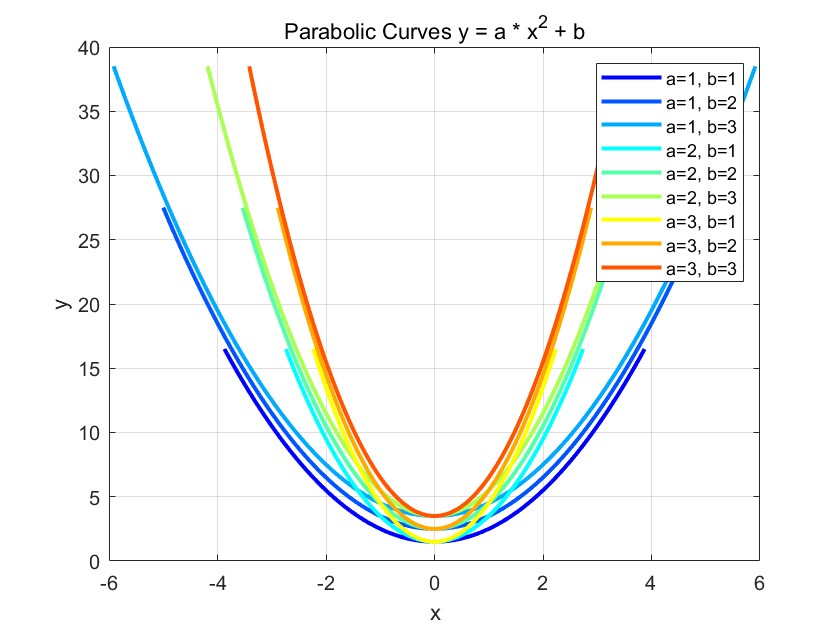 Parabolic Curves y = a * x² + b
a=1, b=1
a=1, b=2
a=1, b=3
a=2, b=1
a=2, b=2
a=2, b=3
a=3, b=1
a=3, b=2
a=3, b=3
40
35
30
25
20
15
10
5
0
y
-6 -4 -2 0 2 4 6
x